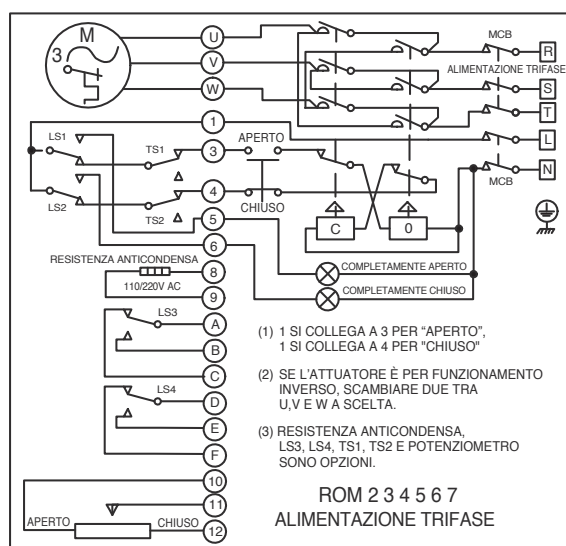 M
3
U
V
W
MCB
R
ALIMENTAZIONE TRIFASE
S
T
1
L
LS1
TS1
3
APERTO
N
MCB
LS2
TS2
4
CHIUSO
5
C
0
6
RESISTENZA ANTICONDENSA
8
COMPLETAMENTE APERTO
110/220V AC
9
COMPLETAMENTE CHIUSO
LS3
A
B
C
LS4
D
E
F
10
11
APERTO
CHIUSO
12
(1) 1 SI COLLEGA A 3 PER “APERTO”,
1 SI COLLEGA A 4 PER "CHIUSO"
(2) SE L'ATTUATORE È PER FUNZIONAMENTO
INVERSO, SCAMBIARE DUE TRA
U,V E W A SCELTA.
(3) RESISTENZA ANTICONDENSA,
LS3, LS4, TS1, TS2 E POTENZIOMETRO
SONO OPZIONI.
ROM 2 3 4 5 6 7
ALIMENTAZIONE TRIFASE